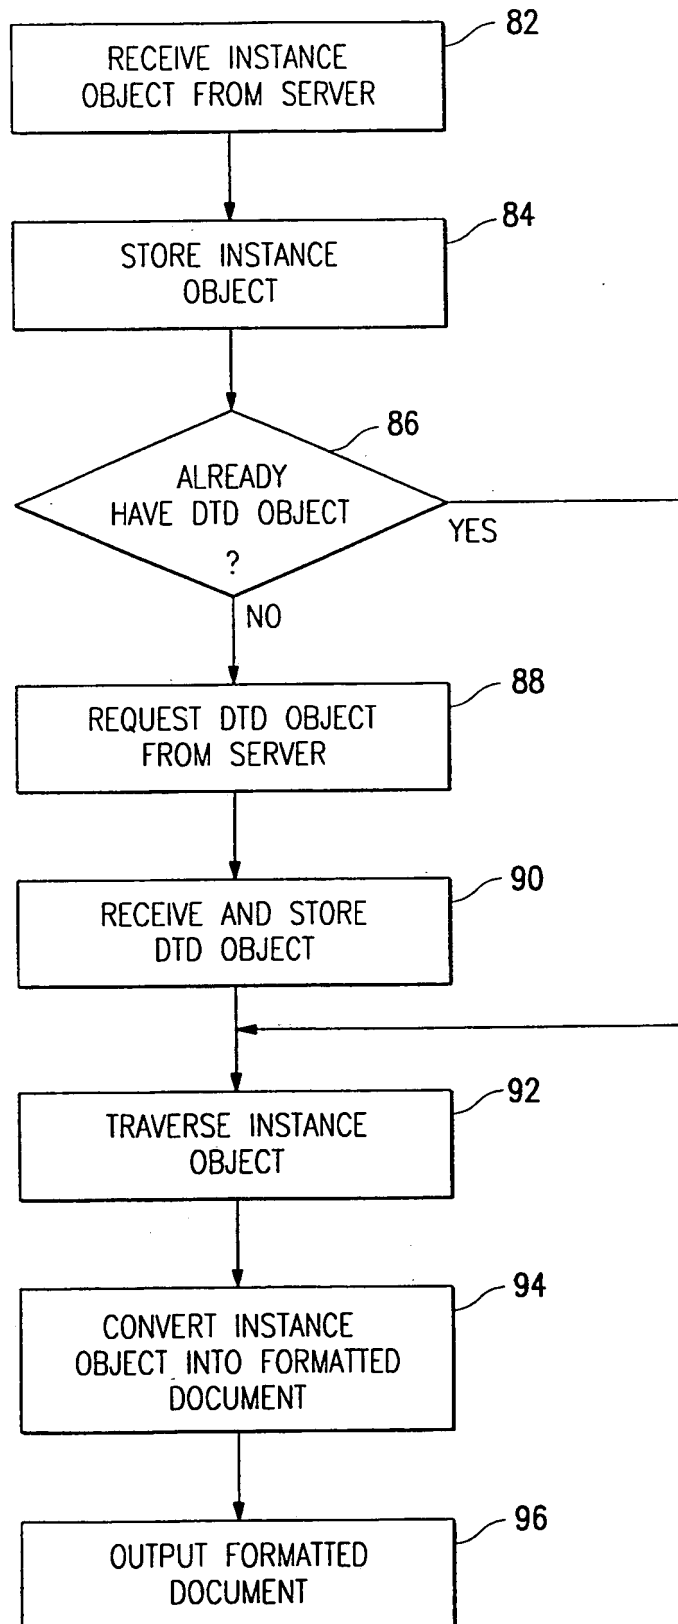 82
RECEIVE INSTANCE
OBJECT FROM SERVER
84
STORE INSTANCE
OBJECT
86
ALREADY
HAVE DTD OBJECT
?
YES
NO
88
REQUEST DTD OBJECT
FROM SERVER
90
RECEIVE AND STORE
DTD OBJECT
92
TRAVERSE INSTANCE
OBJECT
94
CONVERT INSTANCE
OBJECT INTO FORMATTED
DOCUMENT
96
OUTPUT FORMATTED
DOCUMENT